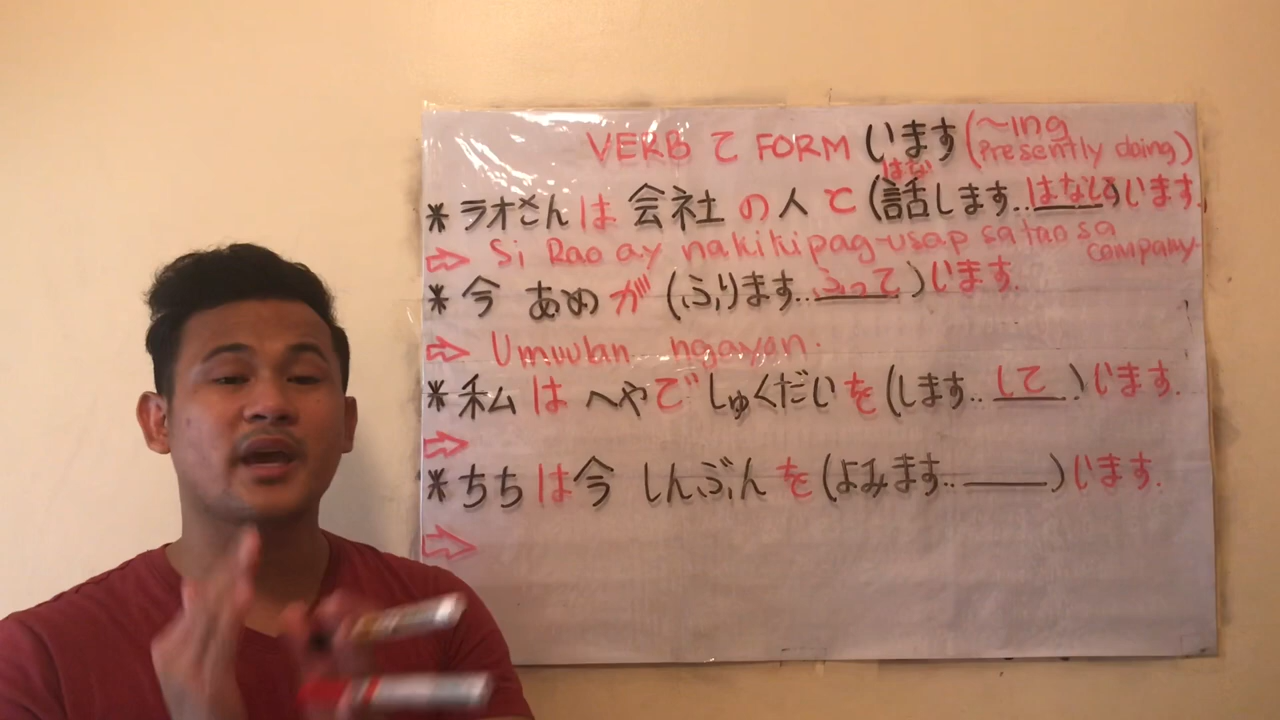 VERB て FORM います (~ing
Presently doing)
はな
* ラオさんは 会社 の 人 と (話します..はなして)います.
⇨ Si Rao ay nakikipag-usap sa tao sa
company.
* 今 あめ が (ふります..ふって)います.
⇨ Umuulan ngayon.
* 私 は へやで しゅくだい を (します.. して )います.
⇨
* ちち は 今 しんぶん を (よみます..______)います.
⇨